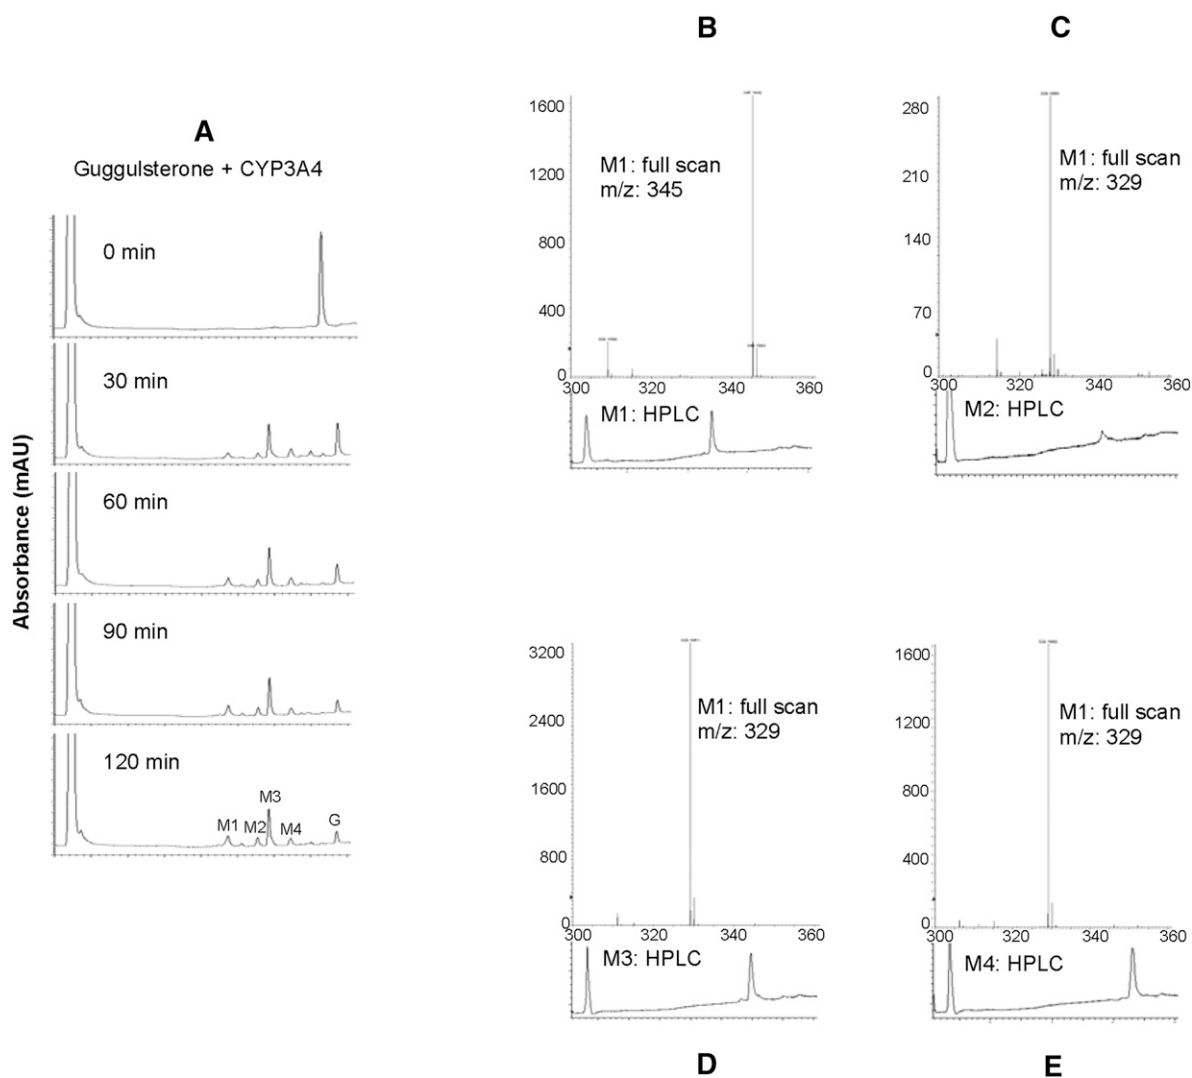 B
C
A
Guggulsterone + CYP3A4
Absorbance (mAU)
0 min
30 min
60 min
90 min
120 min
M1
M2
M3
M4
G
1600
1200
800
400
0
M1: full scan
m/z: 345
300
320
340
360
M1: HPLC
280
210
140
70
0
M1: full scan
m/z: 329
300
320
340
360
M2: HPLC
3200
2400
1600
800
0
M1: full scan
m/z: 329
300
320
340
360
M3: HPLC
1600
1200
800
400
0
M1: full scan
m/z: 329
300
320
340
360
M4: HPLC
D
E